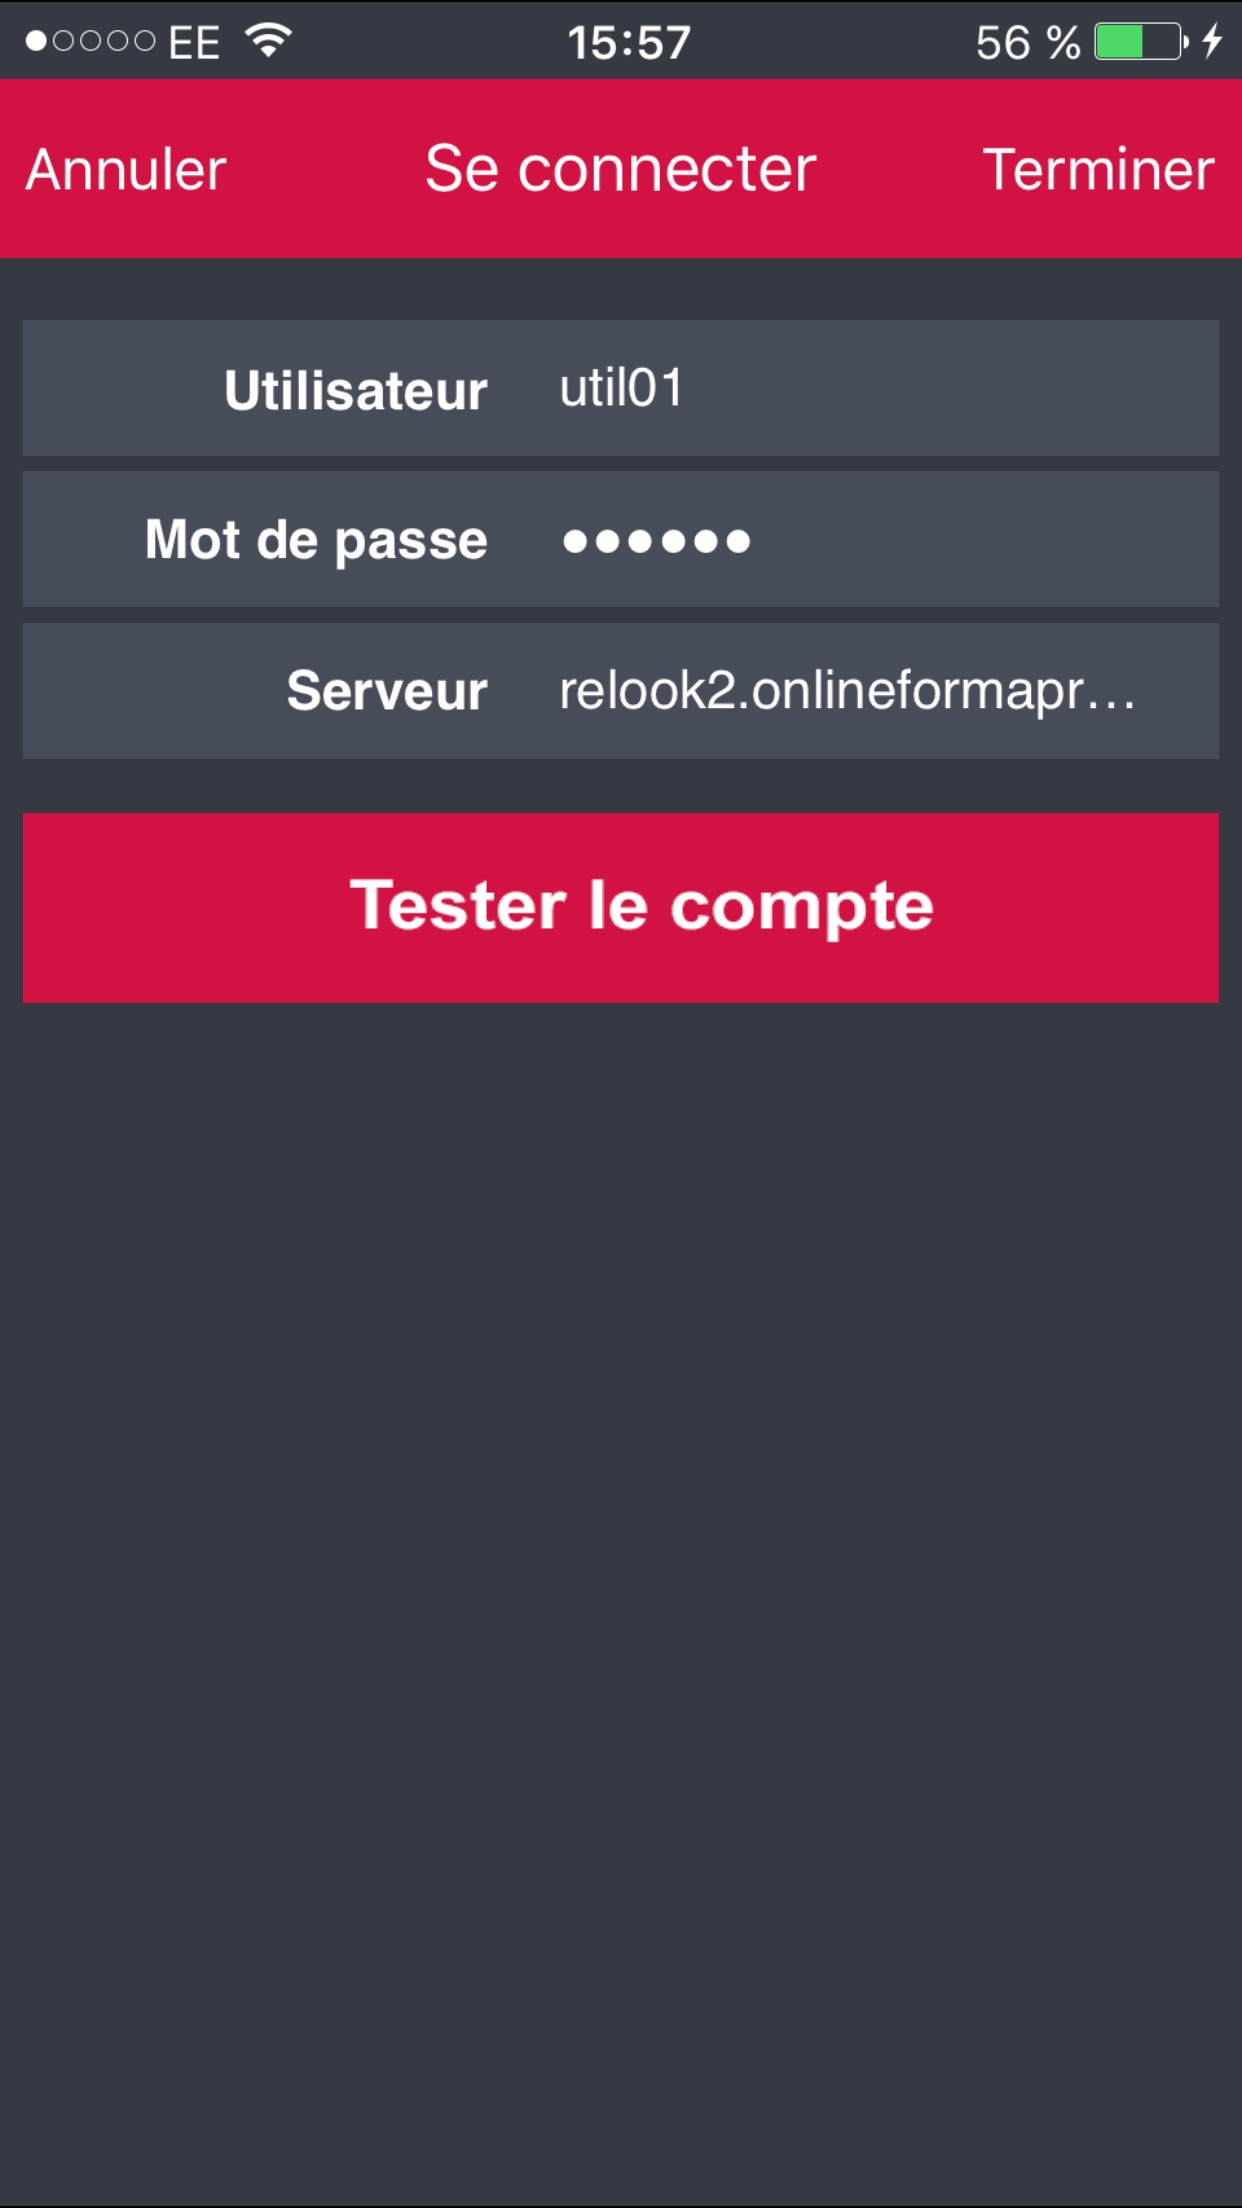 EE 15:57 56 %
Annuler Se connecter Terminer
Utilisateur util01
Mot de passe ••••••
Serveur relook2.onlineformapr…
Tester le compte